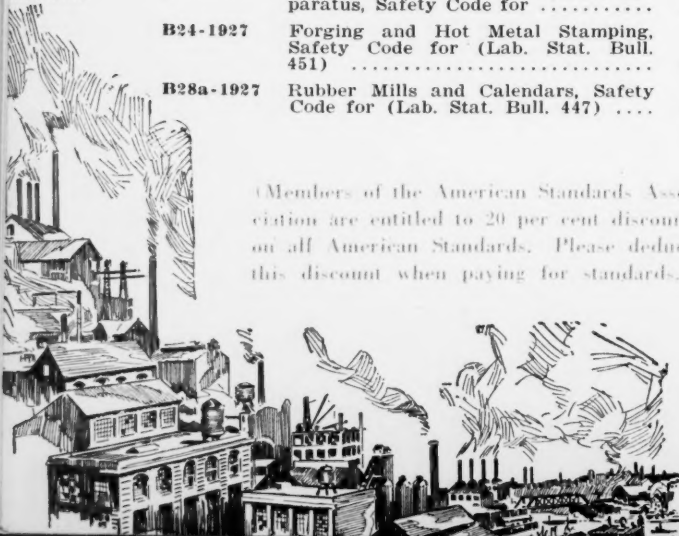 paratus, Safety Code for ...........
B24-1927 Forging and Hot Metal Stamping,
Safety Code for (Lab. Stat. Bull.
451) ..............................
B28a-1927 Rubber Mills and Calendars, Safety
Code for (Lab. Stat. Bull. 447) ....
(Members of the American Standards Asso
ciation are entitled to 20 per cent discoun
on all American Standards. Please deduc
this discount when paying for standards.